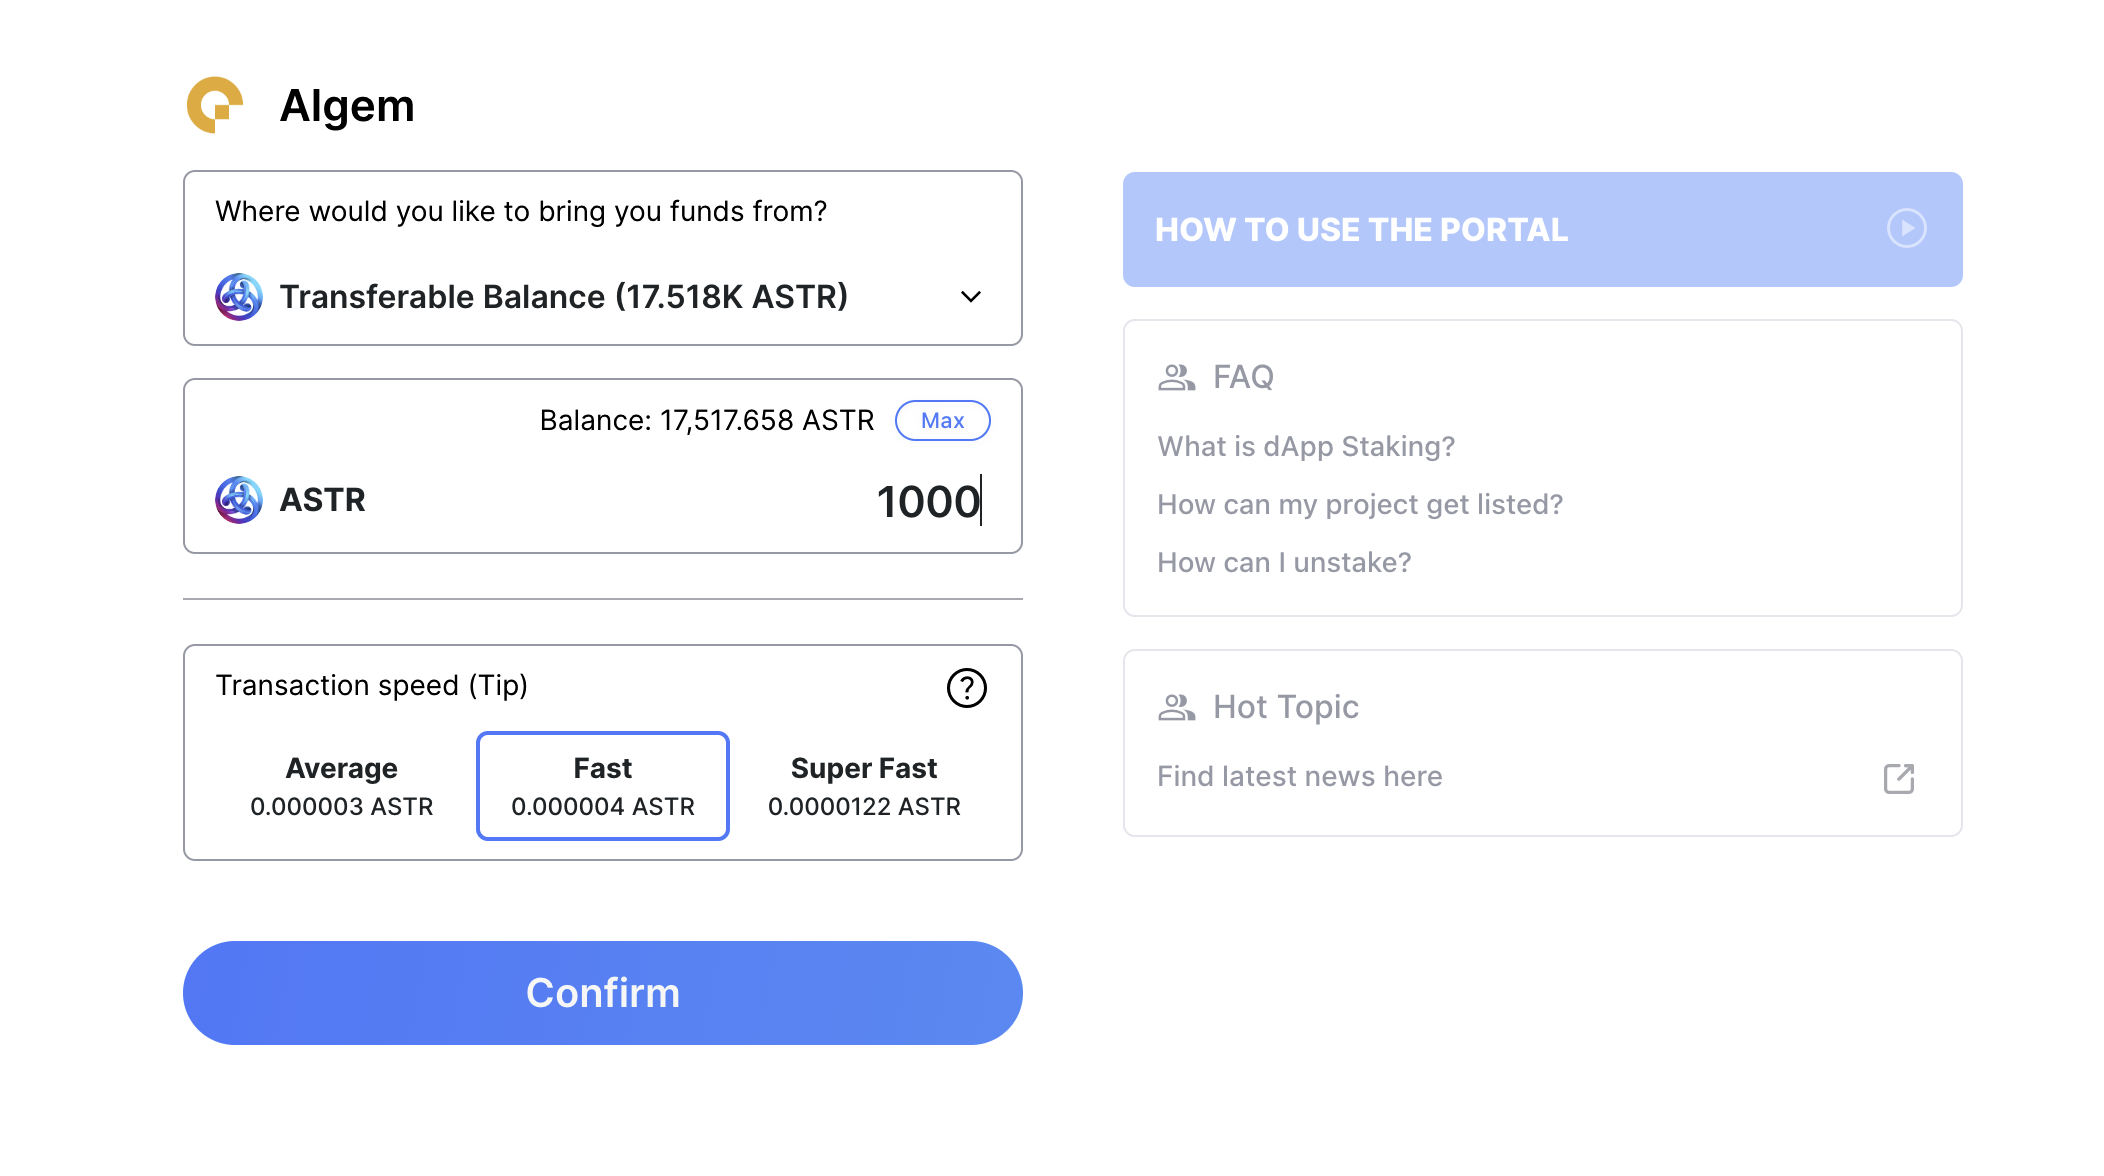 Algem
Where would you like to bring you funds from?
Transferable Balance (17.518K ASTR)
Balance: 17,517.658 ASTR Max
ASTR 1000
Transaction speed (Tip) ?
Average Fast Super Fast
0.000003 ASTR 0.000004 ASTR 0.0000122 ASTR
Confirm
HOW TO USE THE PORTAL
FAQ
What is dApp Staking?
How can my project get listed?
How can I unstake?
Hot Topic
Find latest news here